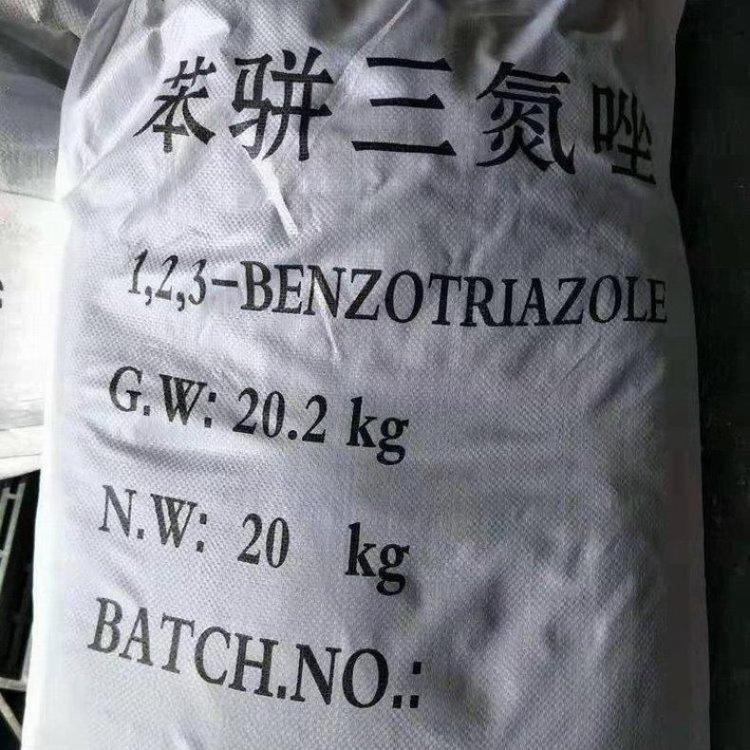 苯骈三氮唑
1,2,3-BENZOTRIAZOLE
G.W: 20.2 kg
N.W: 20 kg
BATCH.NO.: